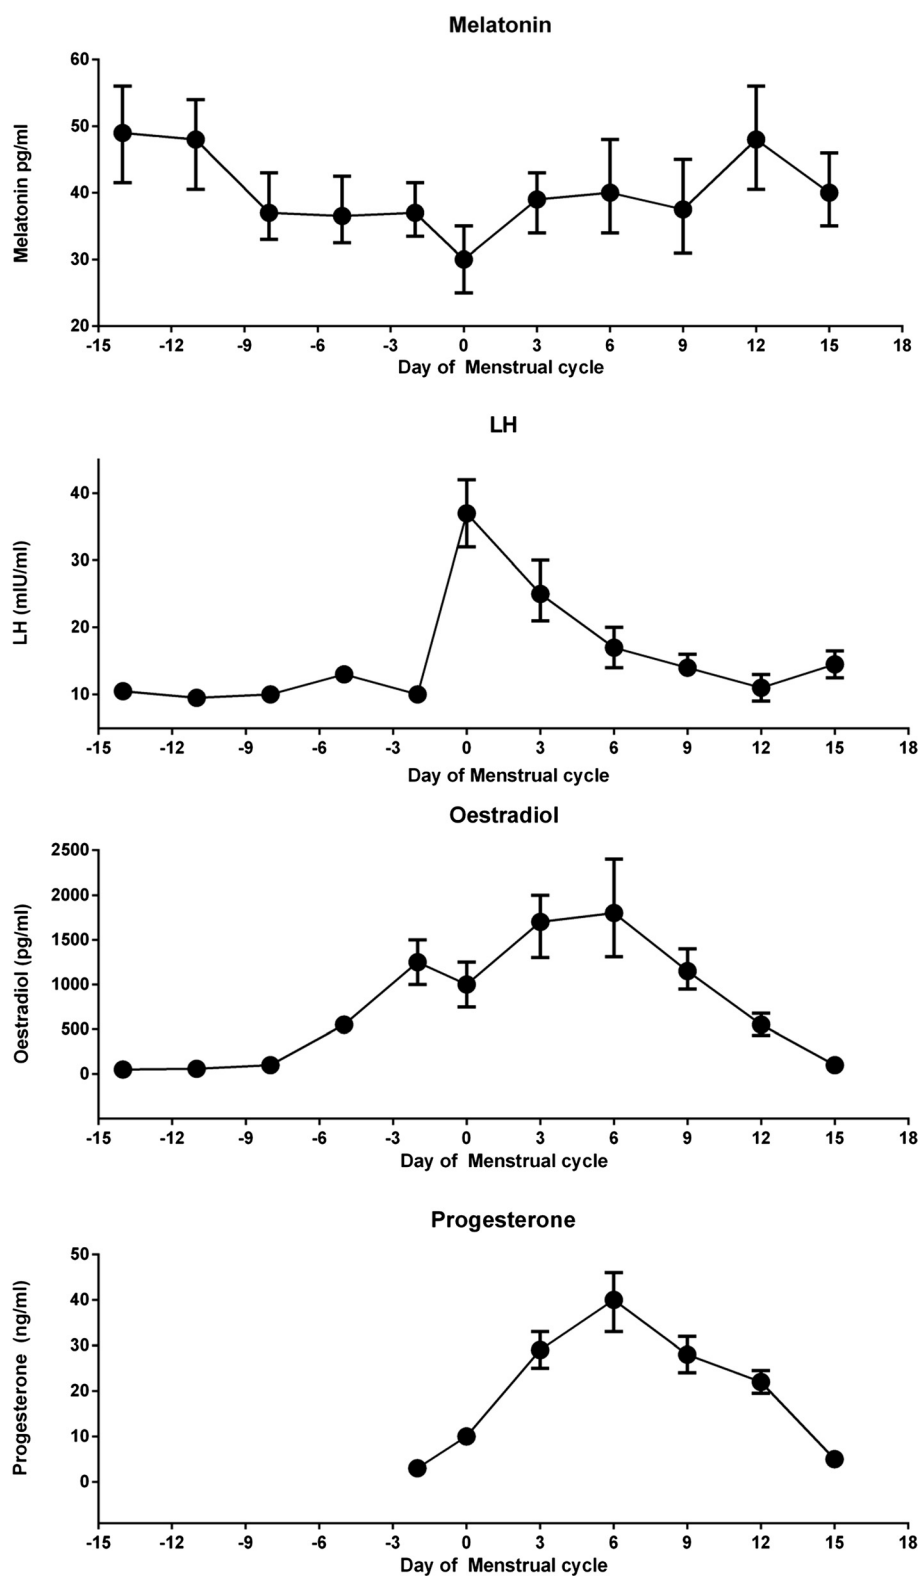 Melatonin
Melatonin pg/ml
60
50
40
30
20
-15 -12 -9 -6 -3 0 3 6 9 12 15 18
Day of Menstrual cycle
LH
LH (mIU/ml)
40
30
20
10
-15 -12 -9 -6 -3 0 3 6 9 12 15 18
Day of Menstrual cycle
Oestradiol
Oestradiol (pg/ml)
2500
2000
1500
1000
500
0
-15 -12 -9 -6 -3 0 3 6 9 12 15 18
Day of Menstrual cycle
Progesterone
Progesterone (ng/ml)
50
40
30
20
10
0
-15 -12 -9 -6 -3 0 3 6 9 12 15 18
Day of Menstrual cycle